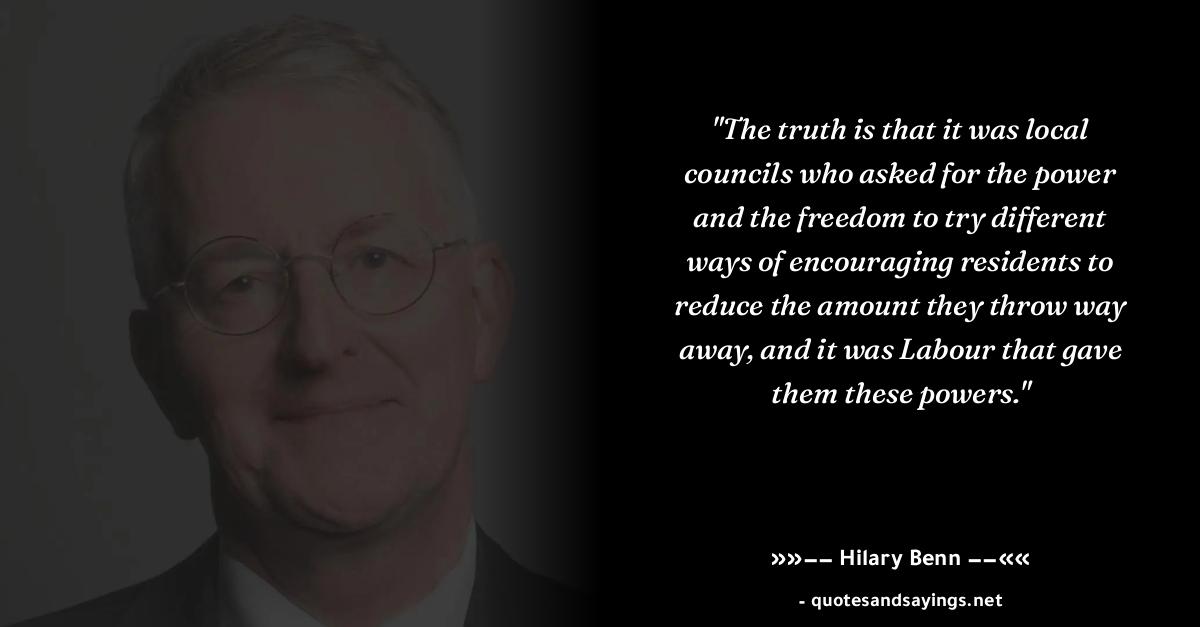 "The truth is that it was local
councils who asked for the power
and the freedom to try different
ways of encouraging residents to
reduce the amount they throw way
away, and it was Labour that gave
them these powers."
»»–– Hilary Benn ––««
- quotesandsayings.net